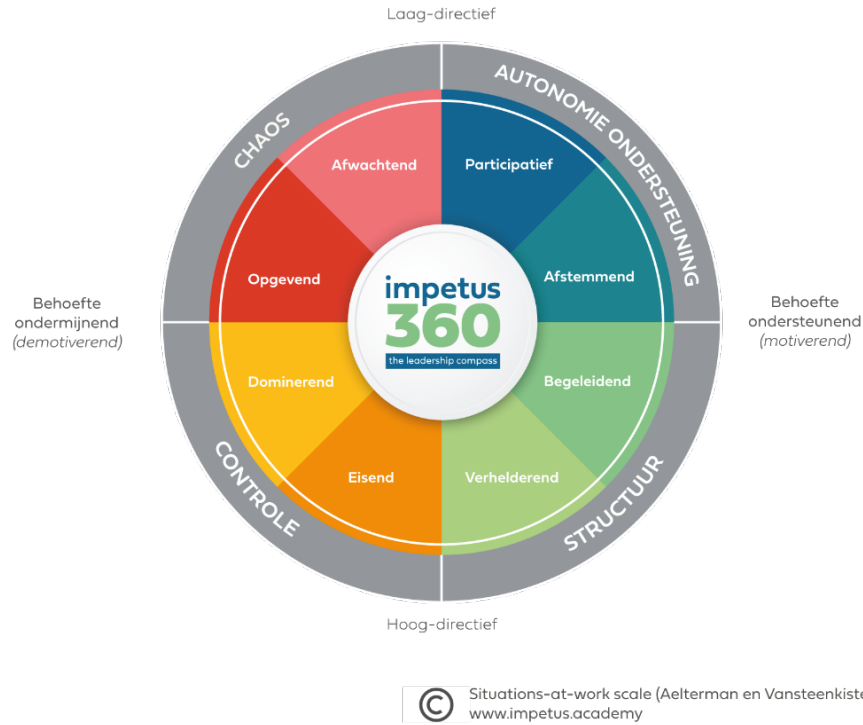 Laag-directief
CHAOS
AUTONOMIE ONDERSTEUNING
Afwachtend
Participatief
Opgevend
Afstemmend
impetus
360
the leadership compass
Behoefte
ondermijnend
(demotiverend)
Behoefte
ondersteunend
(motiverend)
Dominerend
Begeleidend
Eisend
Verhelderend
CONTROLE
STRUCTUUR
Hoog-directief
© Situations-at-work scale (Aelterman en Vansteenkiste
www.impetus.academy